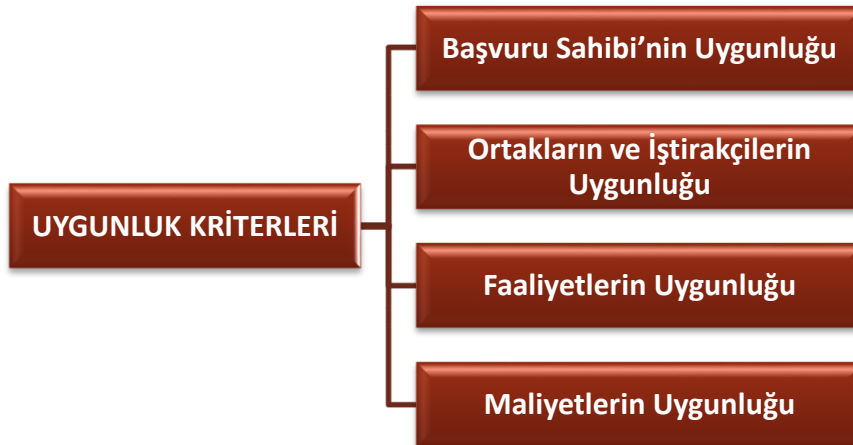 Başvuru Sahibi’nin Uygunluğu
Ortakların ve İştirakçilerin
Uygunluğu
UYGUNLUK KRİTERLERİ
Faaliyetlerin Uygunluğu
Maliyetlerin Uygunluğu